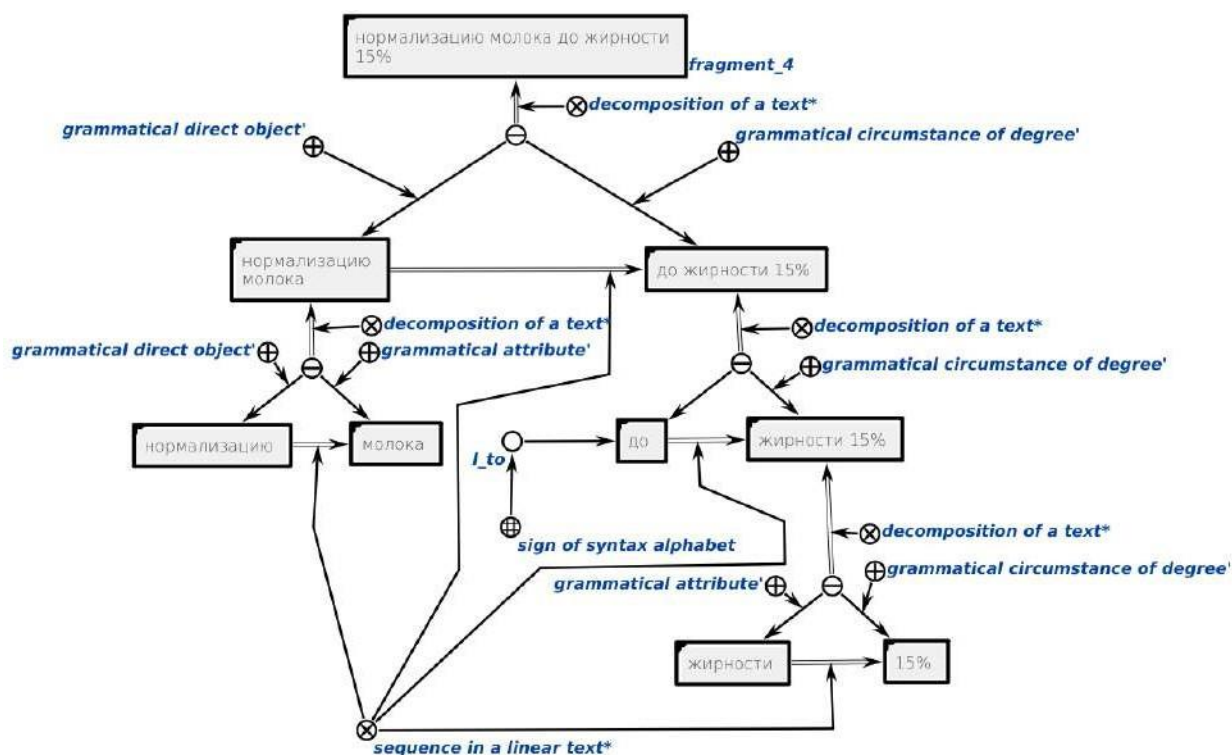 нормализацию молока до жирности
15%
fragment_4
decomposition of a text*
grammatical direct object'
grammatical circumstance of degree'
нормализацию
молока
до жирности 15%
decomposition of a text*
decomposition of a text*
grammatical direct object'
grammatical attribute'
grammatical circumstance of degree'
нормализацию
молока
до
жирности 15%
I_to
sign of syntax alphabet
decomposition of a text*
grammatical attribute'
grammatical circumstance of degree'
жирности
15%
sequence in a linear text*